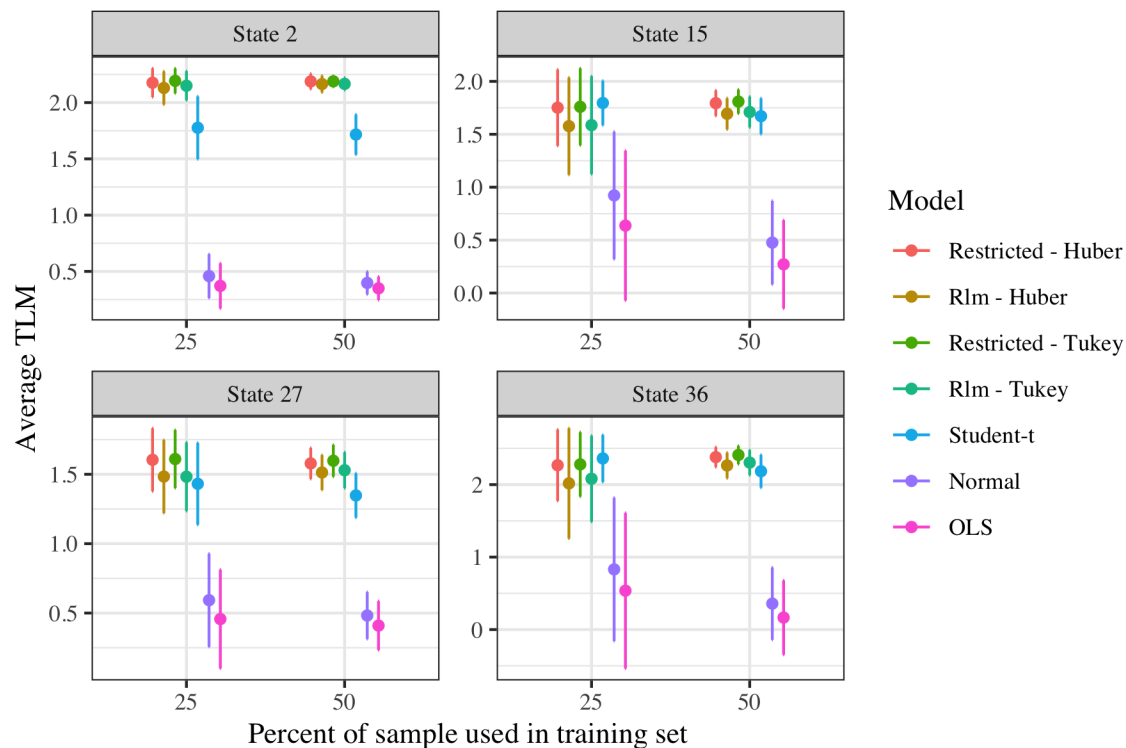 State 2
State 15
2.0
1.5
1.0
0.5
2.0
1.5
1.0
0.5
0.0
25
50
25
50
State 27
State 36
1.5
1.0
0.5
2
1
0
25
50
25
50
Average TLM
Percent of sample used in training set
Model
Restricted - Huber
Rlm - Huber
Restricted - Tukey
Rlm - Tukey
Student-t
Normal
OLS